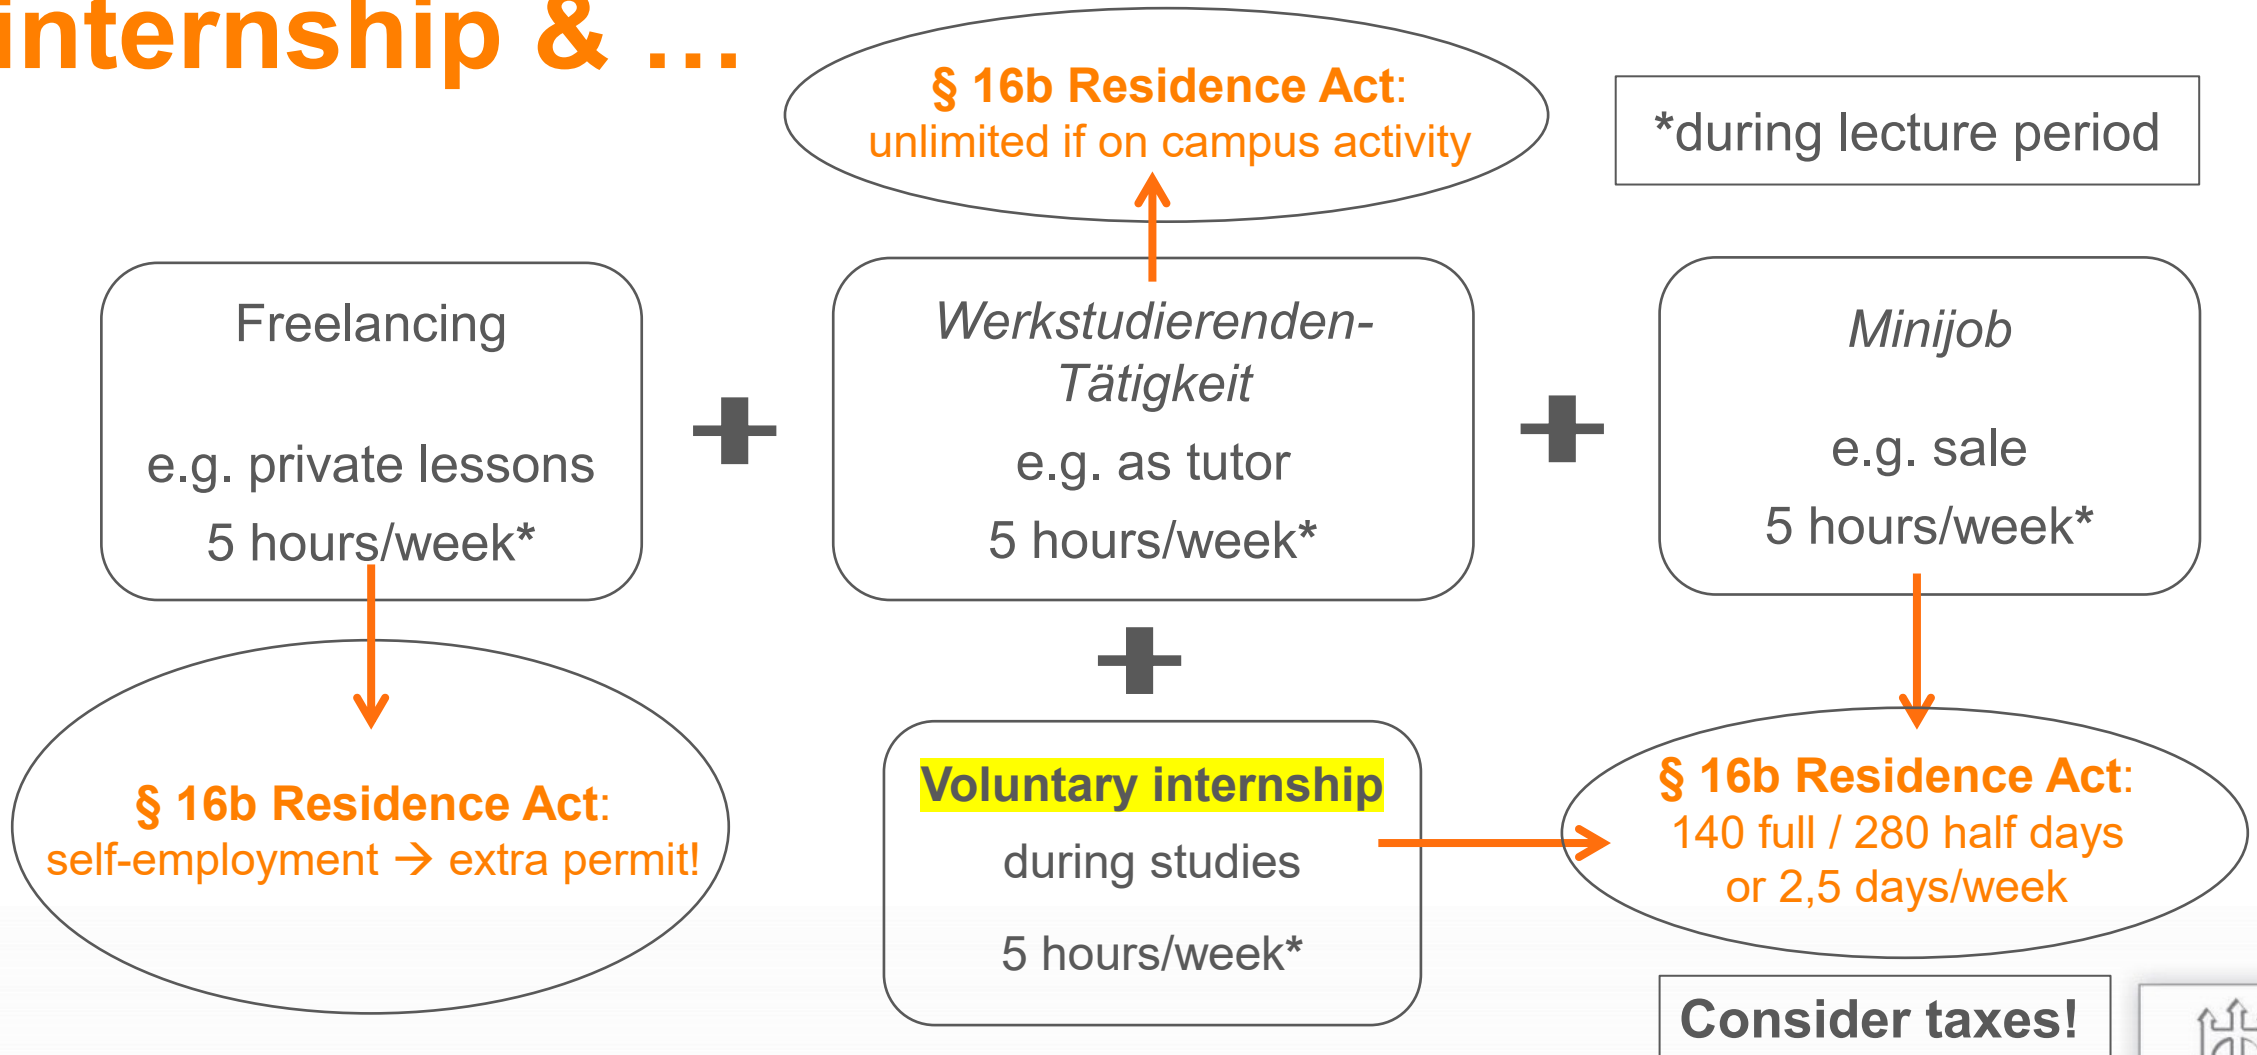 internship & …
§ 16b Residence Act:
unlimited if on campus activity
*during lecture period
Freelancing
e.g. private lessons
5 hours/week*
Werkstudierenden-
Tätigkeit
e.g. as tutor
5 hours/week*
Minijob
e.g. sale
5 hours/week*
§ 16b Residence Act:
self-employment → extra permit!
Voluntary internship
during studies
5 hours/week*
§ 16b Residence Act:
140 full / 280 half days
or 2,5 days/week
Consider taxes!